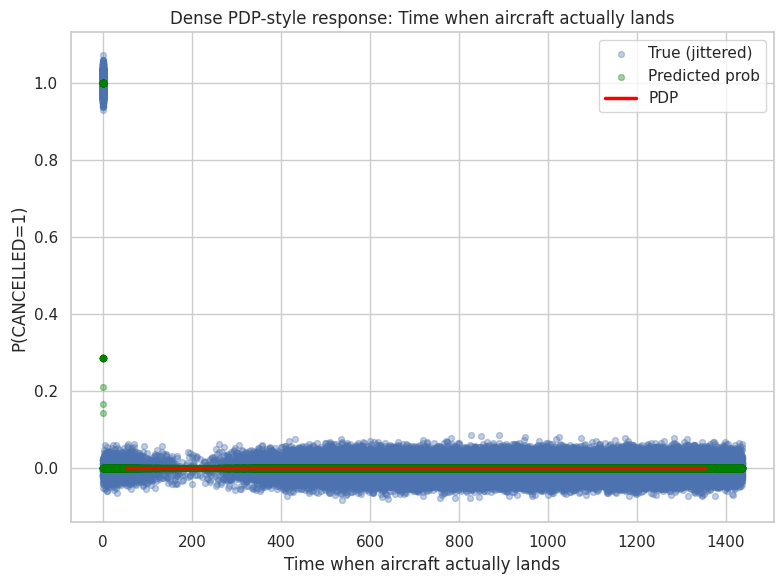 Dense PDP-style response: Time when aircraft actually lands
True (jittered)
Predicted prob
PDP
P(CANCELLED=1)
1.0
0.8
0.6
0.4
0.2
0.0
0 200 400 600 800 1000 1200 1400
Time when aircraft actually lands